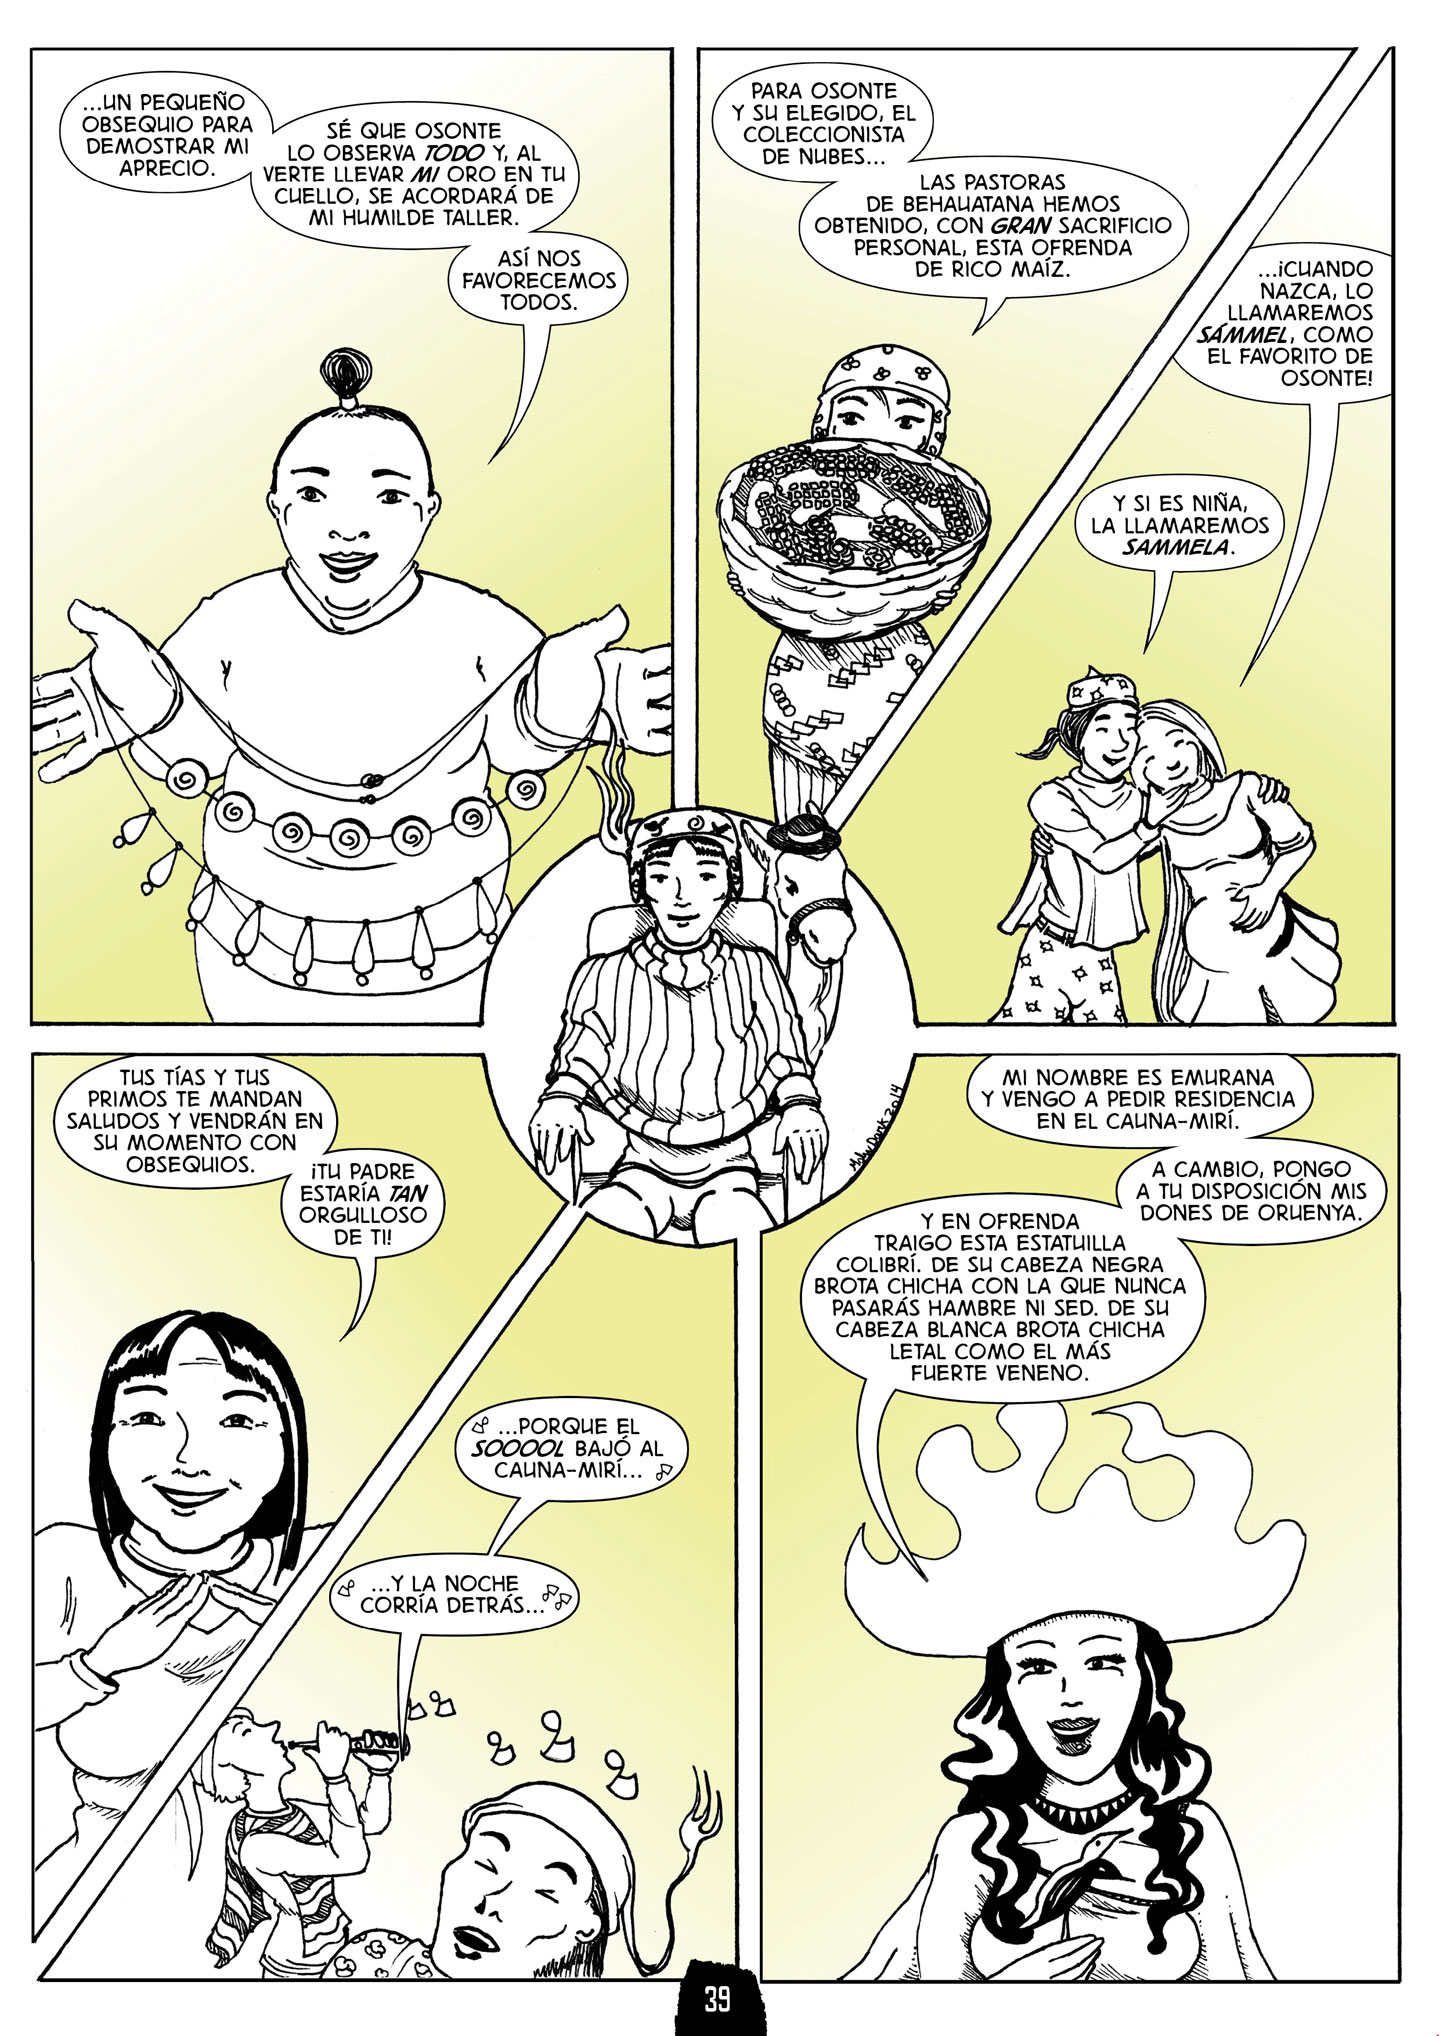 ...UN PEQUEÑO
OBSEQUIO PARA
DEMOSTRAR MI
APRECIO.
SÉ QUE OSONTE
LO OBSERVA TODO Y, AL
VERTE LLEVAR MI ORO EN TU
CUELLO, SE ACORDARÁ DE
MI HUMILDE TALLER.
ASÍ NOS
FAVORECEMOS
TODOS.
PARA OSONTE
Y SU ELEGIDO, EL
COLECCIONISTA
DE NUBES...
LAS PASTORAS
DE BEHAUATANA HEMOS
OBTENIDO, CON GRAN SACRIFICIO
PERSONAL, ESTA OFRENDA
DE RICO MAÍZ.
...¡CUANDO
NAZCA, LO
LLAMAREMOS
SÁMMEL, COMO
EL FAVORITO DE
OSONTE!
Y SI ES NIÑA,
LA LLAMAREMOS
SAMMELA.
MobyDark2014
TUS TÍAS Y TUS
PRIMOS TE MANDAN
SALUDOS Y VENDRÁN EN
SU MOMENTO CON
OBSEQUIOS.
¡TU PADRE
ESTARÍA TAN
ORGULLOSO
DE TI!
...PORQUE EL
SOOOOL BAJÓ AL
CAUNA-MIRÍ...
...Y LA NOCHE
CORRÍA DETRÁS...
MI NOMBRE ES EMURANA
Y VENGO A PEDIR RESIDENCIA
EN EL CAUNA-MIRÍ.
A CAMBIO, PONGO
A TU DISPOSICIÓN MIS
DONES DE ORUENYA.
Y EN OFRENDA
TRAIGO ESTA ESTATUILLA
COLIBRÍ. DE SU CABEZA NEGRA
BROTA CHICHA CON LA QUE NUNCA
PASARÁS HAMBRE NI SED. DE SU
CABEZA BLANCA BROTA CHICHA
LETAL COMO EL MÁS
FUERTE VENENO.
39